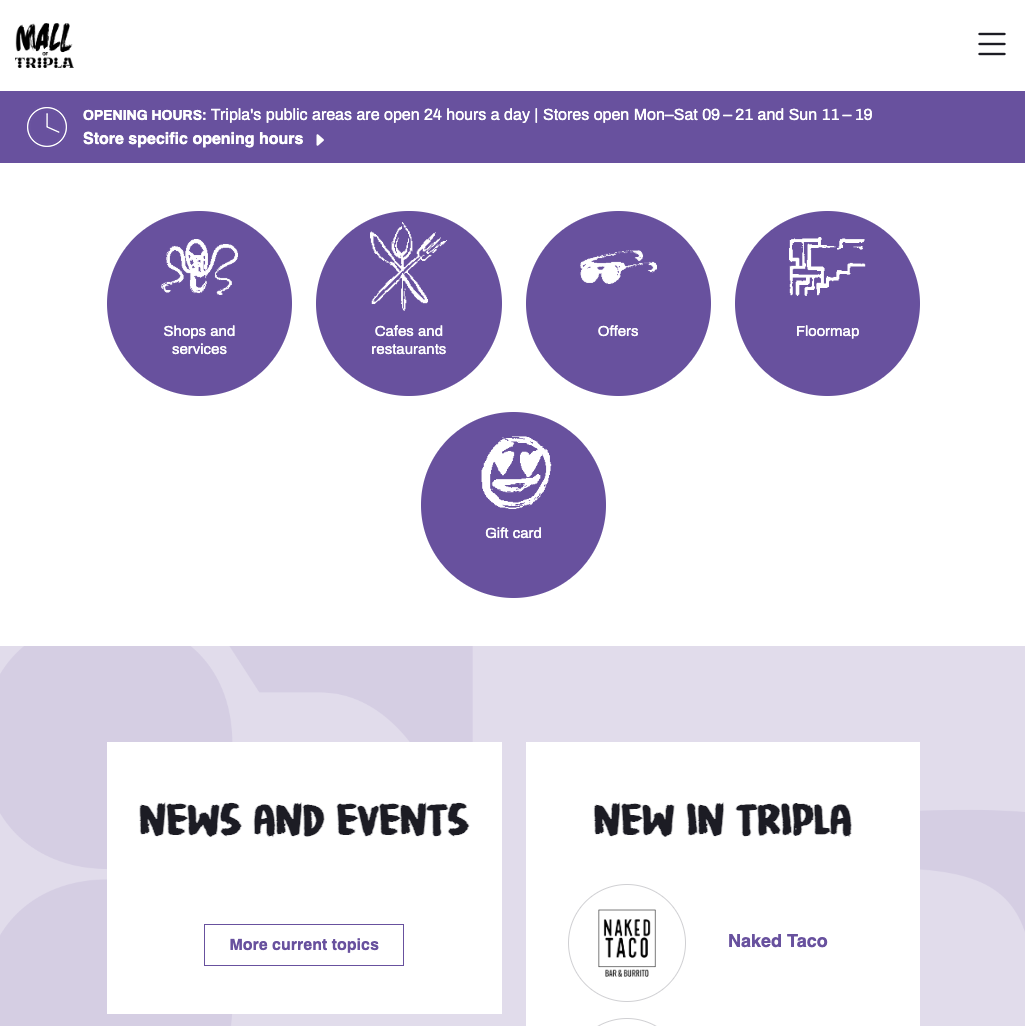 MALL
OF
TRIPLA
OPENING HOURS: Tripla's public areas are open 24 hours a day | Stores open Mon–Sat 09 – 21 and Sun 11 – 19
Store specific opening hours
Shops and
services
Cafes and
restaurants
Offers
Floormap
Gift card
NEWS AND EVENTS
More current topics
NEW IN TRIPLA
NAKED
TACO
BAR & BURRITO
Naked Taco